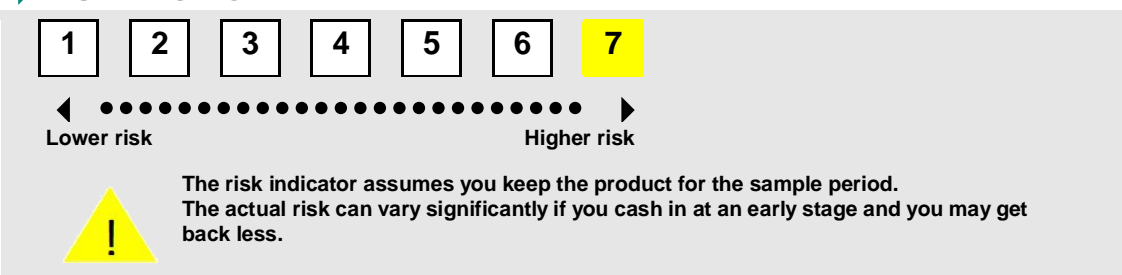 1 2 3 4 5 6 7
Lower risk Higher risk
The risk indicator assumes you keep the product for the sample period.
The actual risk can vary significantly if you cash in at an early stage and you may get
back less.
!